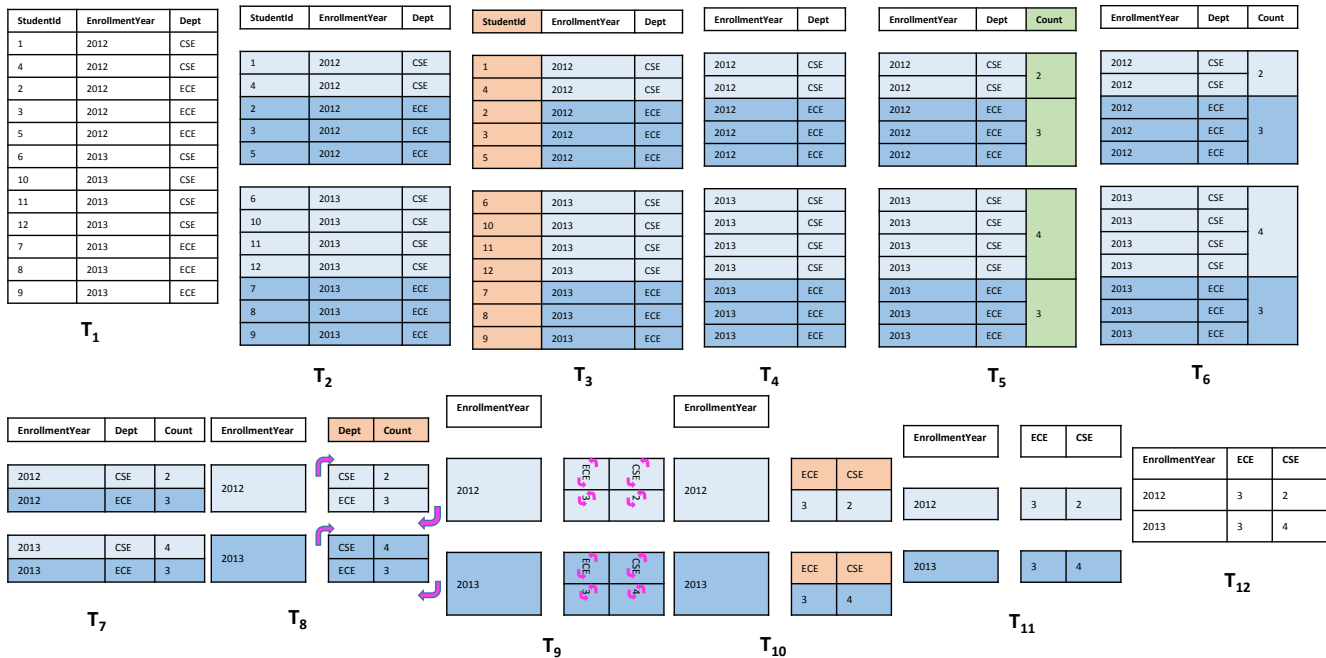 StudentId EnrollmentYear Dept
1 2012 CSE
4 2012 CSE
2 2012 ECE
3 2012 ECE
5 2012 ECE
6 2013 CSE
10 2013 CSE
11 2013 CSE
12 2013 CSE
7 2013 ECE
8 2013 ECE
9 2013 ECE
T1
StudentId EnrollmentYear Dept
1 2012 CSE
4 2012 CSE
2 2012 ECE
3 2012 ECE
5 2012 ECE
6 2013 CSE
10 2013 CSE
11 2013 CSE
12 2013 CSE
7 2013 ECE
8 2013 ECE
9 2013 ECE
T2
StudentId EnrollmentYear Dept
1 2012 CSE
4 2012 CSE
2 2012 ECE
3 2012 ECE
5 2012 ECE
6 2013 CSE
10 2013 CSE
11 2013 CSE
12 2013 CSE
7 2013 ECE
8 2013 ECE
9 2013 ECE
T3
EnrollmentYear Dept
2012 CSE
2012 CSE
2012 ECE
2012 ECE
2012 ECE
2013 CSE
2013 CSE
2013 CSE
2013 CSE
2013 ECE
2013 ECE
2013 ECE
T4
EnrollmentYear Dept Count
2012 CSE
2
2012 CSE
2012 ECE
2012 ECE
3
2012 ECE
2013 CSE
2013 CSE
4
2013 CSE
2013 CSE
2013 ECE
2013 ECE
3
2013 ECE
T5
EnrollmentYear Dept Count
2012 CSE
2
2012 CSE
2012 ECE
2012 ECE
3
2012 ECE
2013 CSE
2013 CSE
4
2013 CSE
2013 CSE
2013 ECE
2013 ECE
3
2013 ECE
T6
EnrollmentYear Dept Count
2012 CSE 2
2012 ECE 3
2013 CSE 4
2013 ECE 3
T7
EnrollmentYear Dept Count
2012
CSE 2
ECE 3
2013
CSE 4
ECE 3
T8
EnrollmentYear
2012
ECE CSE
3 2
2013
ECE CSE
3 4
T9
EnrollmentYear
2012
ECE CSE
3 2
2013
ECE CSE
3 4
T10
EnrollmentYear ECE CSE
2012 3 2
2013 3 4
T11
EnrollmentYear ECE CSE
2012 3 2
2013 3 4
T12